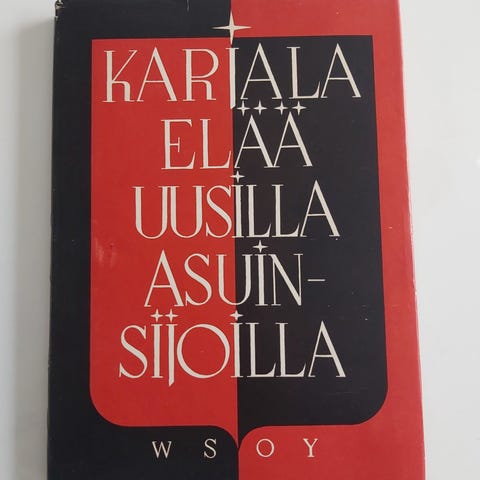 KARJALA
ELÄÄ
UUSILLA
ASUIN-
SIJOILLA
WSOY